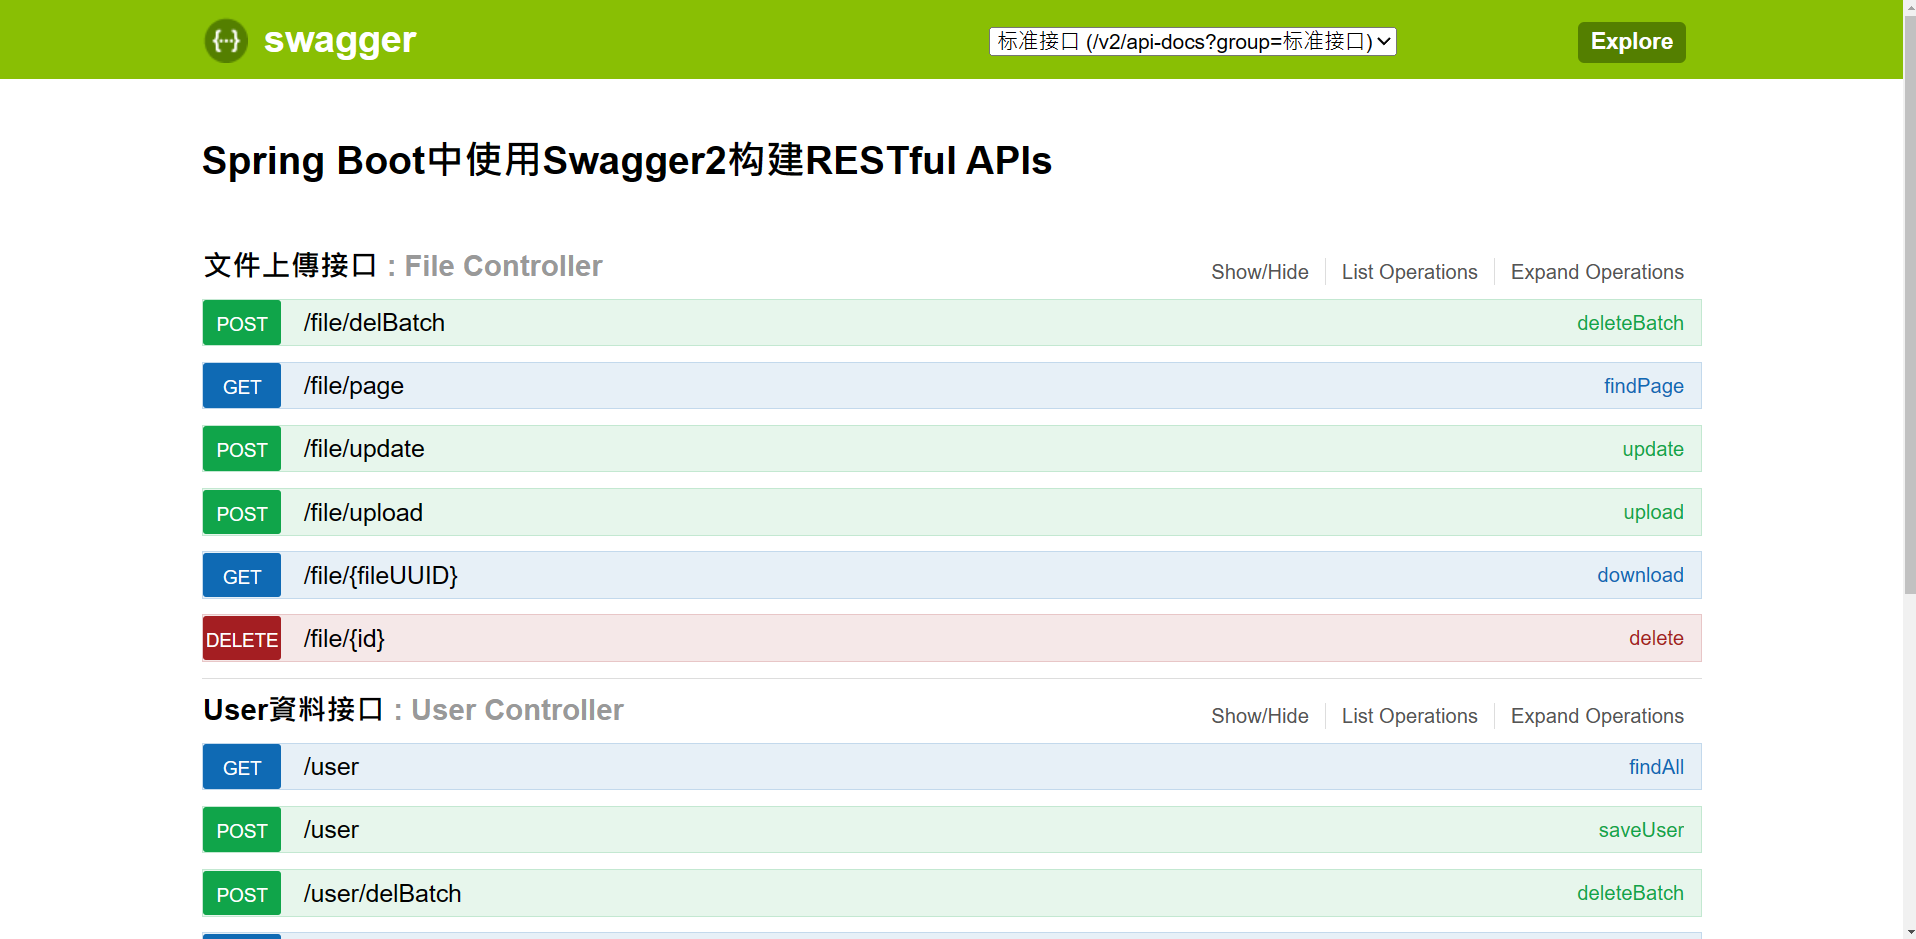 {···} swagger 标准接口 (/v2/api-docs?group=标准接口) Explore
Spring Boot中使用Swagger2构建RESTful APIs
文件上傳接口 : File Controller Show/Hide List Operations Expand Operations
POST /file/delBatch deleteBatch
GET /file/page findPage
POST /file/update update
POST /file/upload upload
GET /file/{fileUUID} download
DELETE /file/{id} delete
User資料接口 : User Controller Show/Hide List Operations Expand Operations
GET /user findAll
POST /user saveUser
POST /user/delBatch deleteBatch